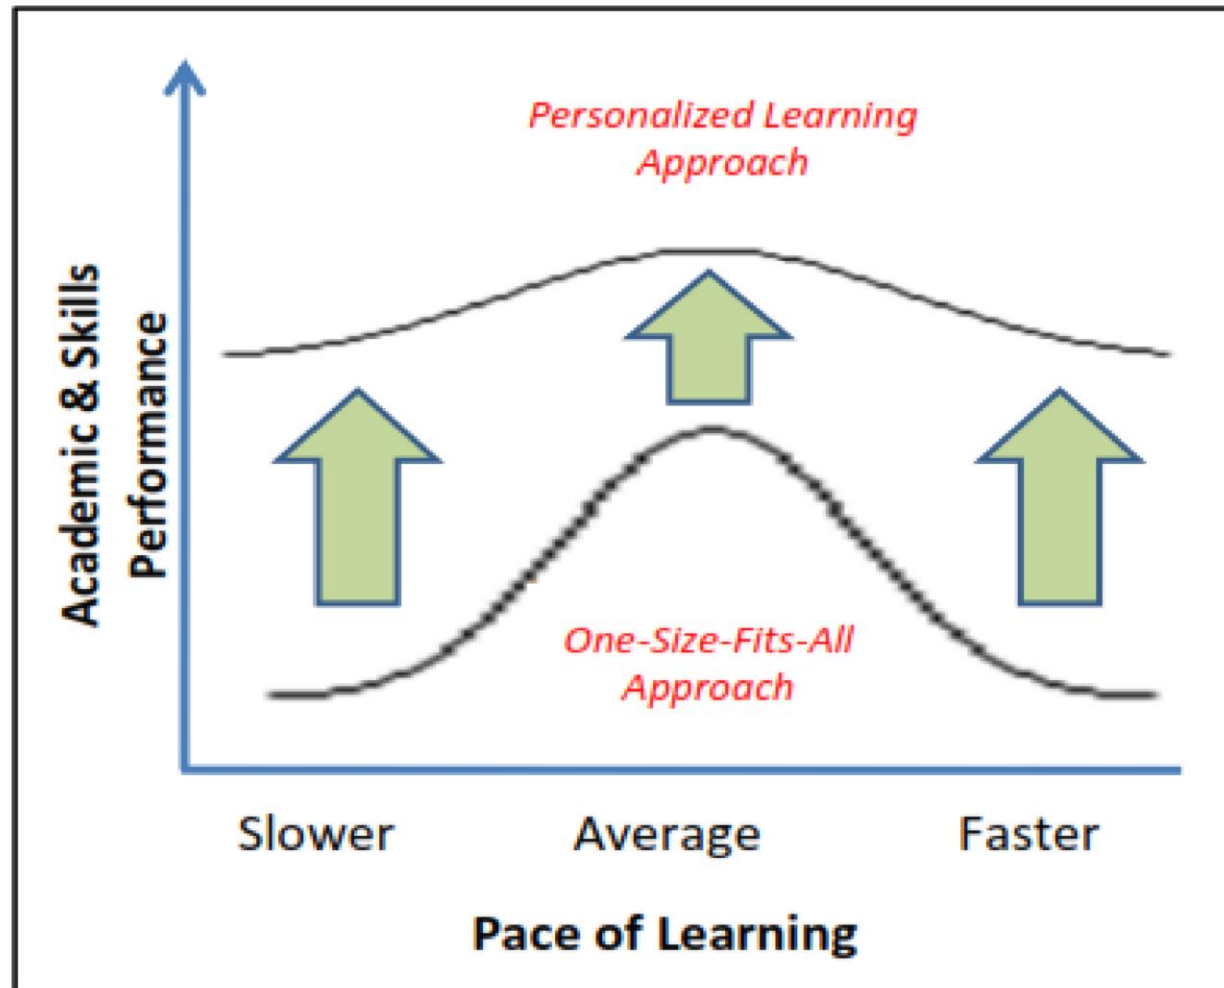 Personalized Learning
Approach
Academic & Skills
Performance
One-Size-Fits-All
Approach
Slower Average Faster
Pace of Learning